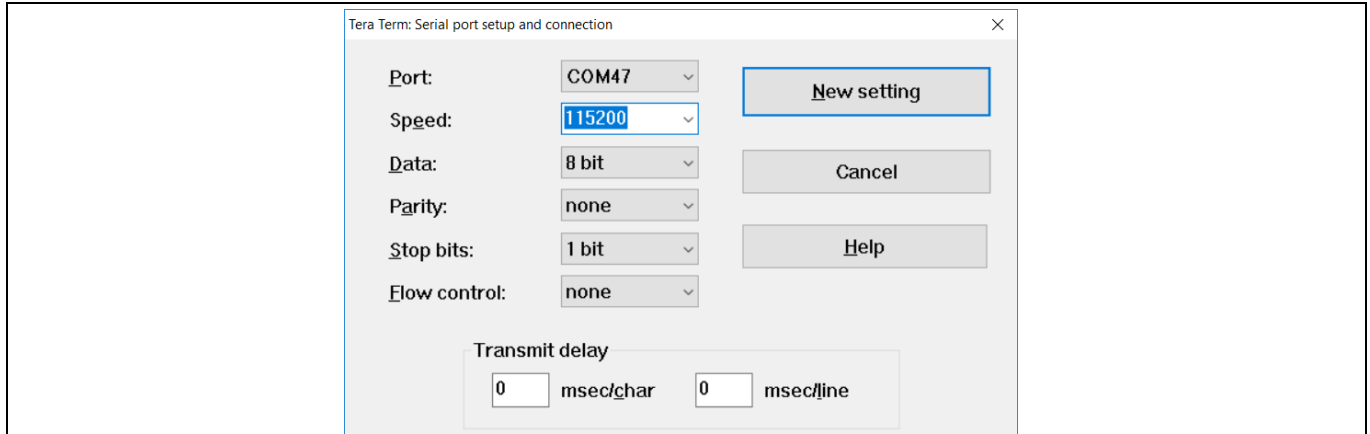 Tera Term: Serial port setup and connection
Port: COM47 New setting
Speed: 115200
Data: 8 bit Cancel
Parity: none
Stop bits: 1 bit Help
Flow control: none
Transmit delay
0 msec/char 0 msec/line